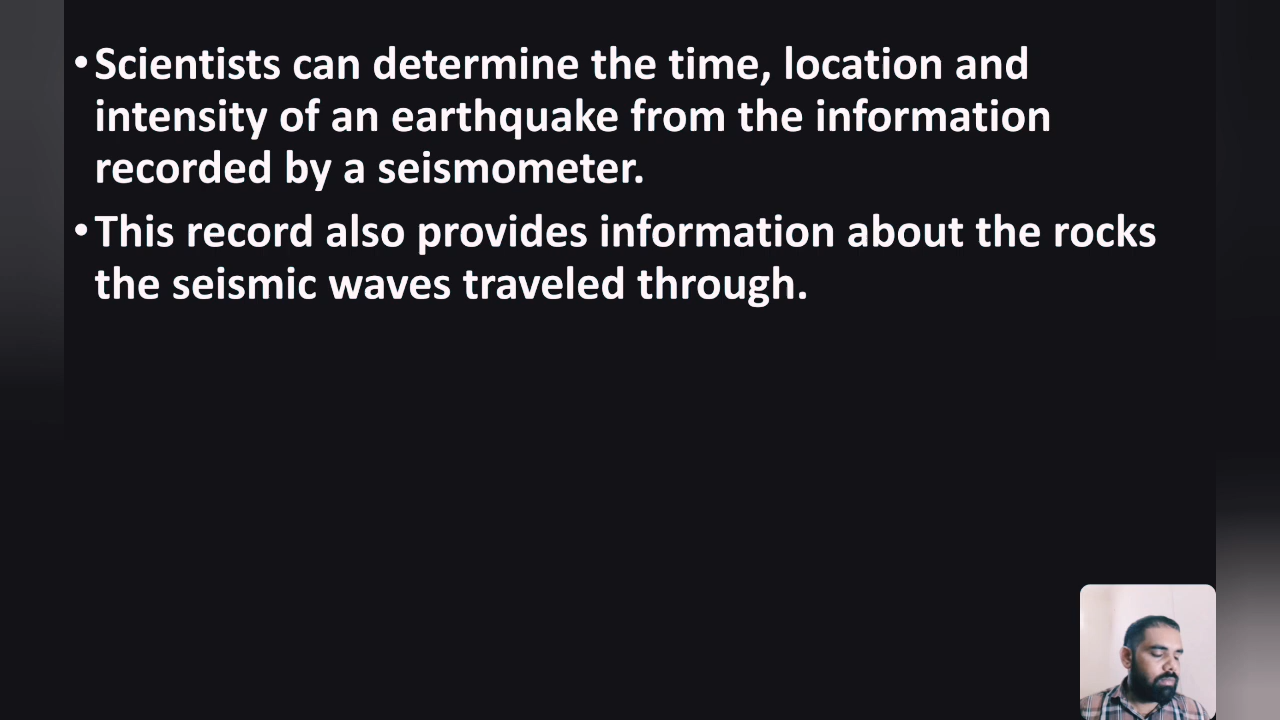 •Scientists can determine the time, location and
intensity of an earthquake from the information
recorded by a seismometer.
•This record also provides information about the rocks
the seismic waves traveled through.